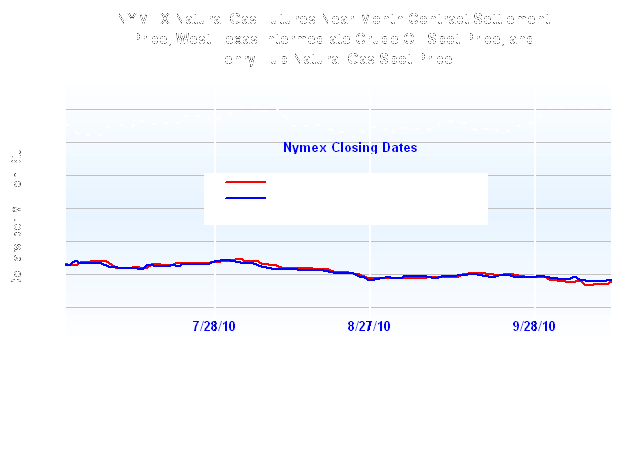 NYMEX Natural Gas Futures Near-Month Contract Settlement
Price, West Texas Intermediate Crude Oil Spot Price, and
Henry Hub Natural Gas Spot Price
Nymex Closing Dates
7/28/10
8/27/10
9/28/10